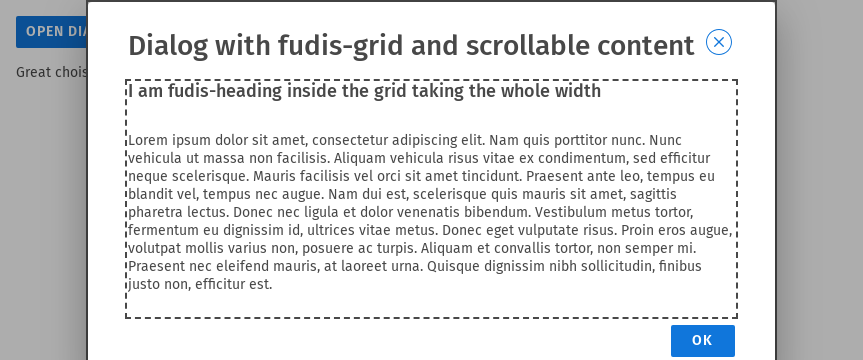 OPEN DIA
Dialog with fudis-grid and scrollable content
Great chois
I am fudis-heading inside the grid taking the whole width
Lorem ipsum dolor sit amet, consectetur adipiscing elit. Nam quis porttitor nunc. Nunc
vehicula ut massa non facilisis. Aliquam vehicula risus vitae ex condimentum, sed efficitur
neque scelerisque. Mauris facilisis vel orci sit amet tincidunt. Praesent ante leo, tempus eu
blandit vel, tempus nec augue. Nam dui est, scelerisque quis mauris sit amet, sagittis
pharetra lectus. Donec nec ligula et dolor venenatis bibendum. Vestibulum metus tortor,
fermentum eu dignissim id, ultrices vitae metus. Donec eget vulputate risus. Proin eros augue,
volutpat mollis varius non, posuere ac turpis. Aliquam et convallis tortor, non semper mi.
Praesent nec eleifend mauris, at laoreet urna. Quisque dignissim nibh sollicitudin, finibus
justo non, efficitur est.
OK